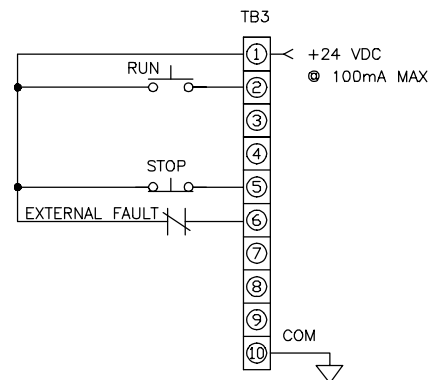 TB3
1 +24 VDC
@ 100mA MAX
RUN
2
3
4
STOP
5
EXTERNAL FAULT
6
7
8
9
COM
10